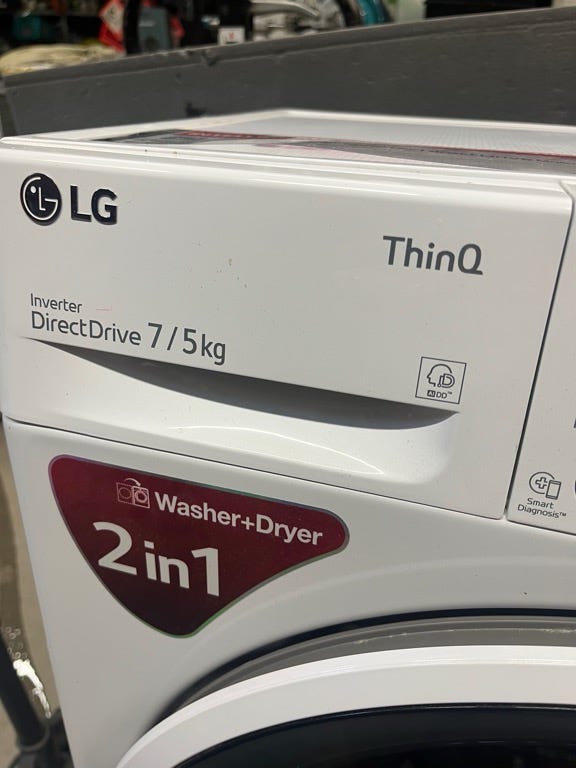 LG
ThinQ
Inverter
DirectDrive 7/5kg
AI DD™
Smart
Diagnosis™
Washer+Dryer
2in1